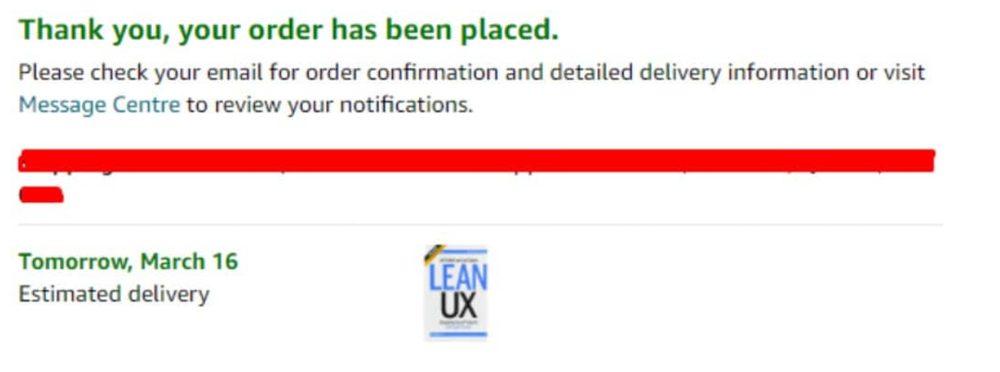 Thank you, your order has been placed.
Please check your email for order confirmation and detailed delivery information or visit
Message Centre to review your notifications.
Tomorrow, March 16
Estimated delivery
LEAN
UX